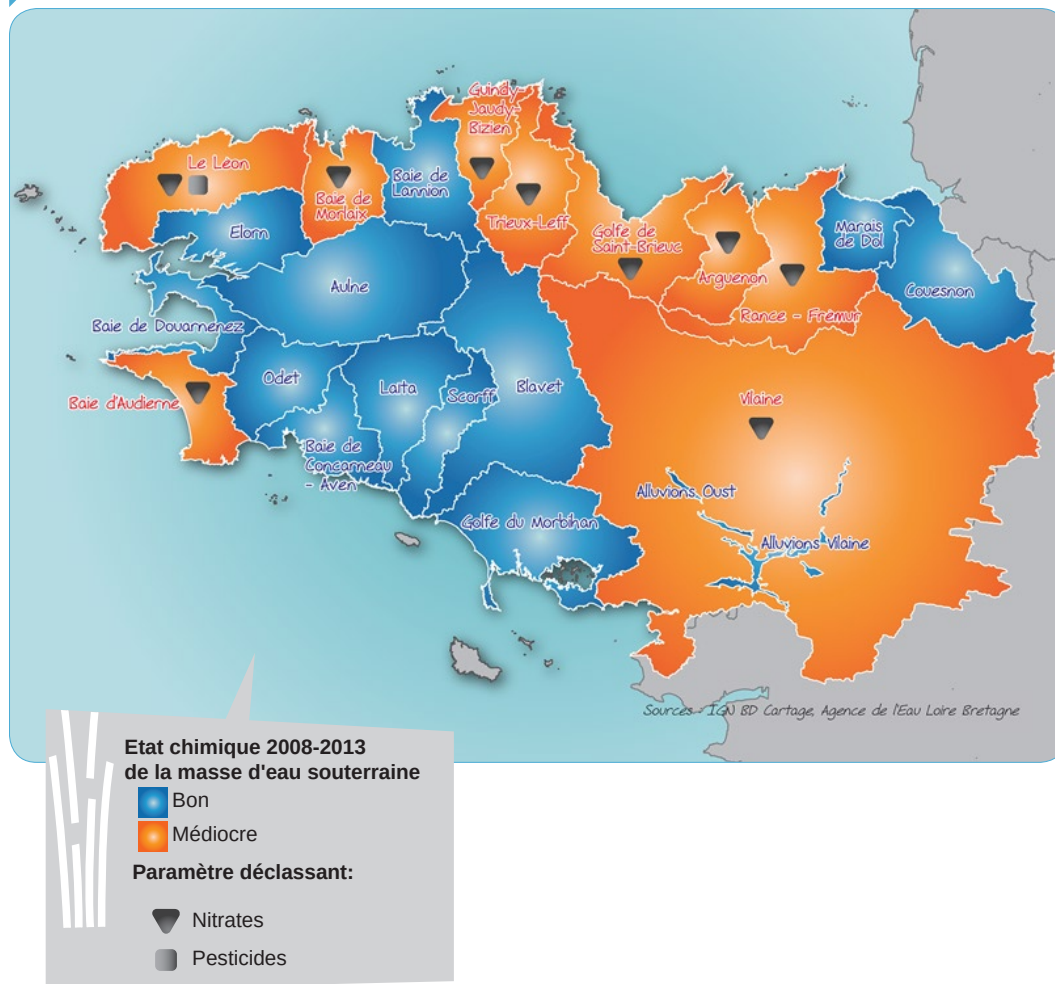 Guindy-
Jaudy-
Bizien
Le Léon
Baie de
Morlaix
Baie de
Lannion
Trieux-Leff
Golfe de
Saint-Brieuc
Arguenon
Rance - Frémur
Marais
de Dol
Couesnon
Elorn
Aulne
Baie de Douarnenez
Baie d'Audierne
Odet
Laïta
Scorff
Blavet
Baie de
Concarneau
- Aven
Golfe du Morbihan
Vilaine
Alluvions Oust
Alluvions Vilaine
Sources : IGN BD Cartage, Agence de l'Eau Loire Bretagne
Etat chimique 2008-2013
de la masse d'eau souterraine
Bon
Médiocre
Paramètre déclassant:
Nitrates
Pesticides